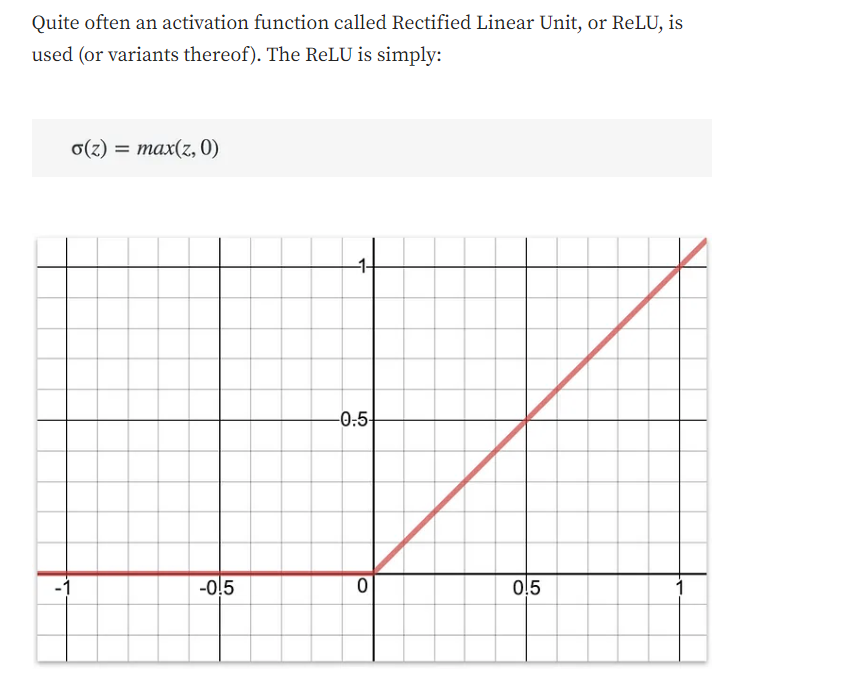 Quite often an activation function called Rectified Linear Unit, or ReLU, is
used (or variants thereof). The ReLU is simply:
σ(z) = max(z, 0)
1
0.5
-1 -0.5 0 0.5 1